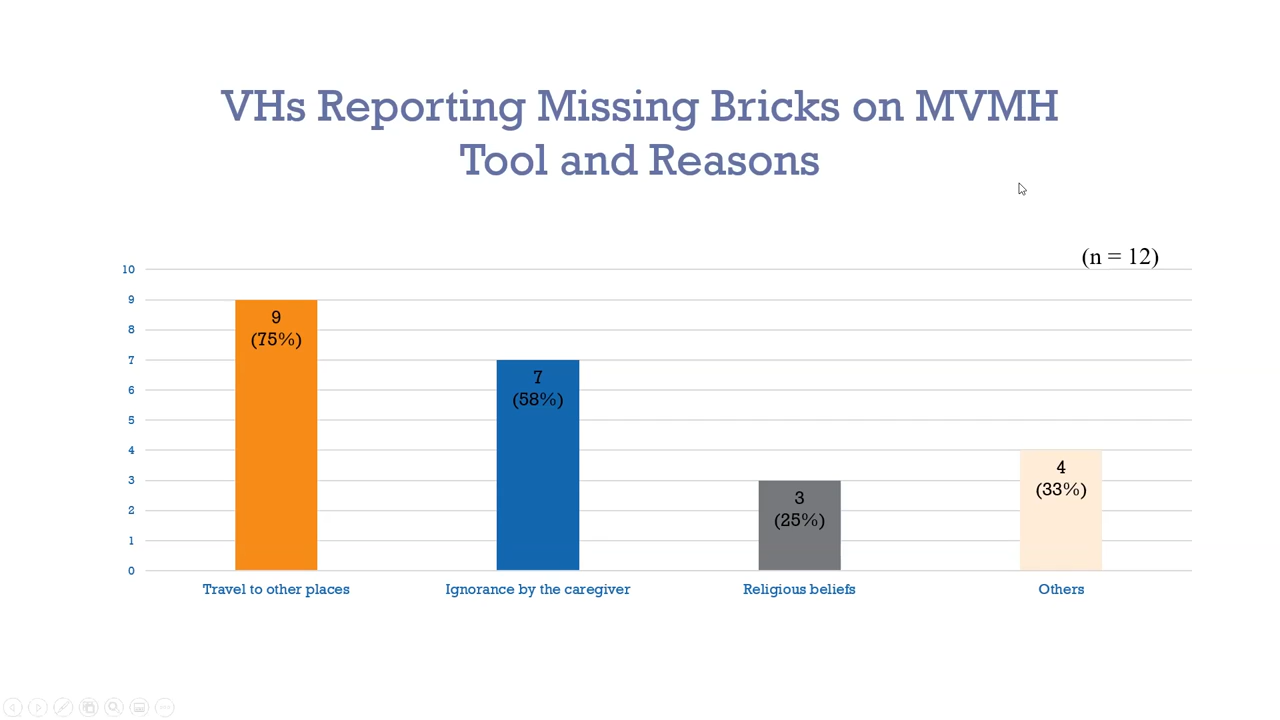 VHs Reporting Missing Bricks on MVMH
Tool and Reasons
(n = 12)
10
9
8
7
6
5
4
3
2
1
0
9
(75%)
7
(58%)
3
(25%)
4
(33%)
Travel to other places
Ignorance by the caregiver
Religious beliefs
Others